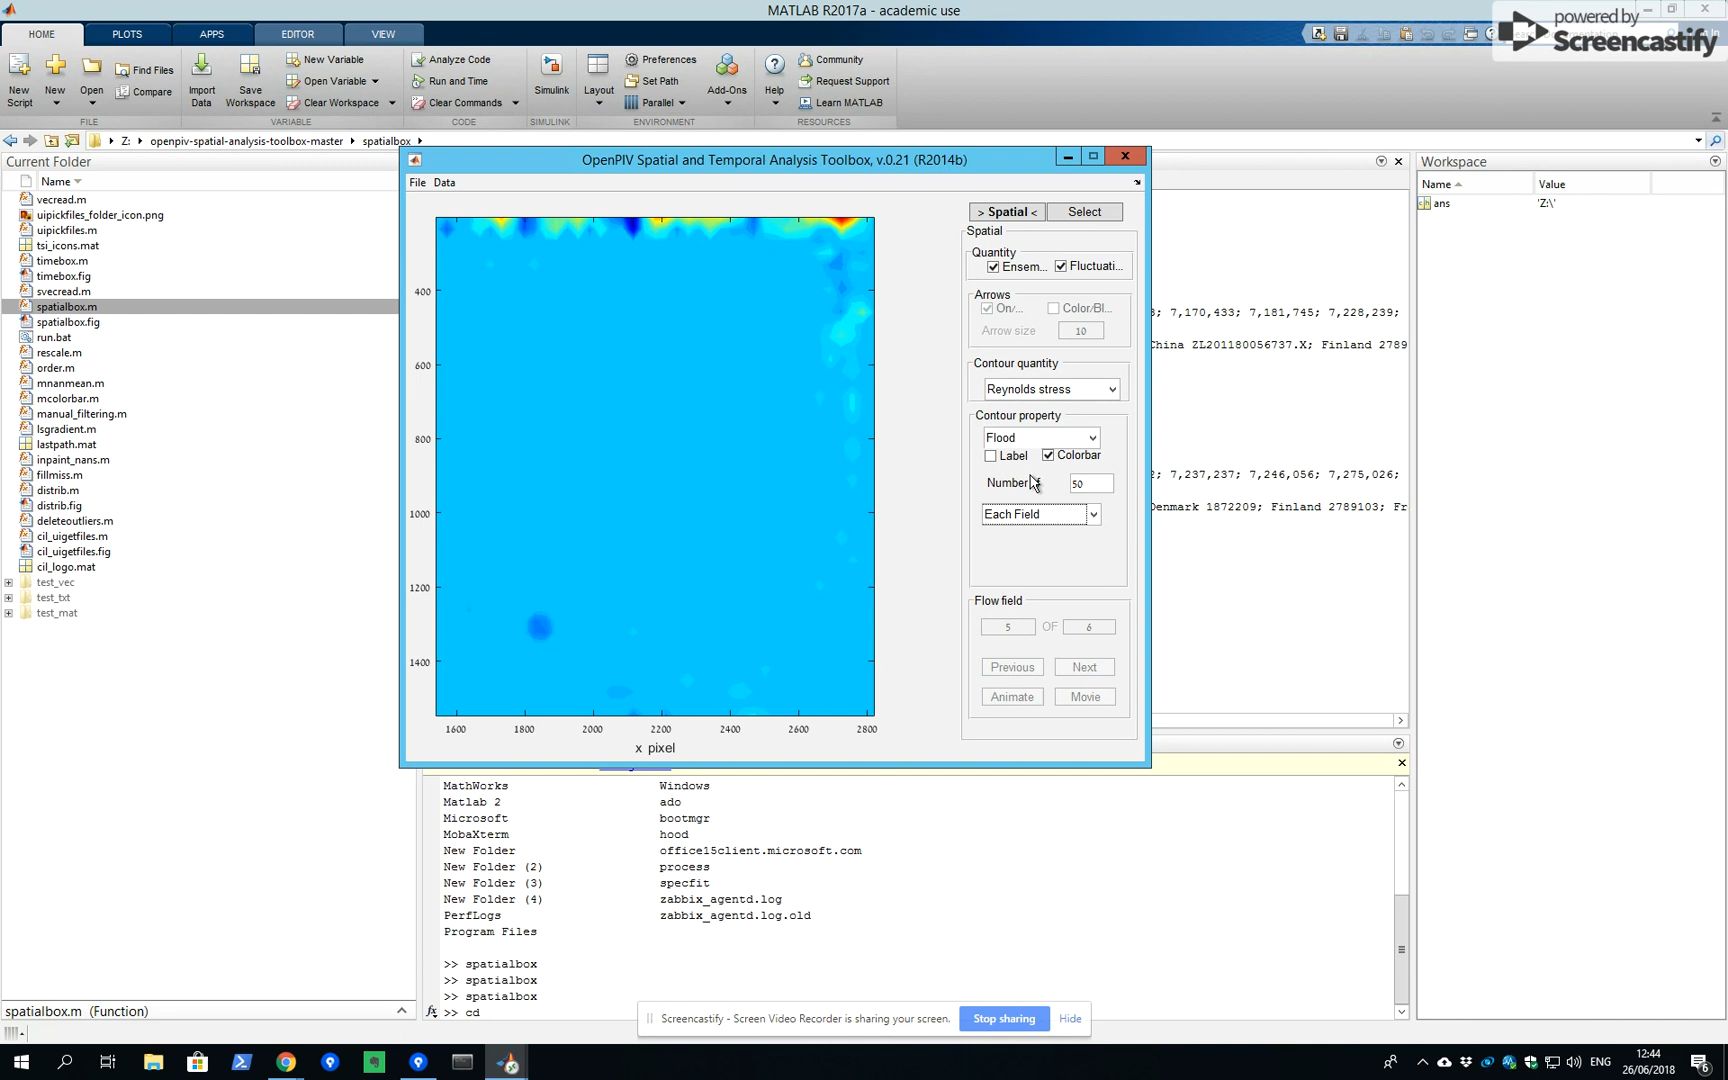 MATLAB R2017a - academic use
powered by
Screencastify
HOME PLOTS APPS EDITOR VIEW
New Script
New
Open
Find Files
Compare
FILE
Import Data
Save Workspace
New Variable
Open Variable
Clear Workspace
VARIABLE
Analyze Code
Run and Time
Clear Commands
CODE
Simulink
SIMULINK
Layout
Preferences
Set Path
Parallel
Add-Ons
ENVIRONMENT
Help
Community
Request Support
Learn MATLAB
RESOURCES
Z: openpiv-spatial-analysis-toolbox-master spatialbox
Current Folder
Name
vecread.m
uipickfiles_folder_icon.png
uipickfiles.m
tsi_icons.mat
timebox.m
timebox.fig
svecread.m
spatialbox.m
spatialbox.fig
run.bat
rescale.m
order.m
mnanmean.m
mcolorbar.m
manual_filtering.m
lsgradient.m
lastpath.mat
inpaint_nans.m
fillmiss.m
distrib.m
distrib.fig
deleteoutliers.m
cil_uigetfiles.m
cil_uigetfiles.fig
cil_logo.mat
test_vec
test_txt
test_mat
spatialbox.m (Function)
OpenPIV Spatial and Temporal Analysis Toolbox, v.0.21 (R2014b)
File Data
400
600
800
1000
1200
1400
1600 1800 2000 2200 2400 2600 2800
x pixel
> Spatial < Select
Spatial
Quantity
Ensem... Fluctuati...
Arrows
On/... Color/Bl...
Arrow size 10
Contour quantity
Reynolds stress
Contour property
Flood
Label Colorbar
Number 50
Each Field
Flow field
5 OF 6
Previous Next
Animate Movie
7,170,433; 7,181,745; 7,228,239;
China ZL201180056737.X; Finland 2789
7,237,237; 7,246,056; 7,275,026;
Denmark 1872209; Finland 2789103; Fr
Workspace
Name Value
ans 'Z:\'
MathWorks Windows
Matlab 2 ado
Microsoft bootmgr
MobaXterm hood
New Folder office15client.microsoft.com
New Folder (2) process
New Folder (3) specfit
New Folder (4) zabbix_agentd.log
PerfLogs zabbix_agentd.log.old
Program Files
>> spatialbox
>> spatialbox
>> spatialbox
fx >> cd
Screencastify - Screen Video Recorder is sharing your screen. Stop sharing Hide
ENG
12:44
26/06/2018
6